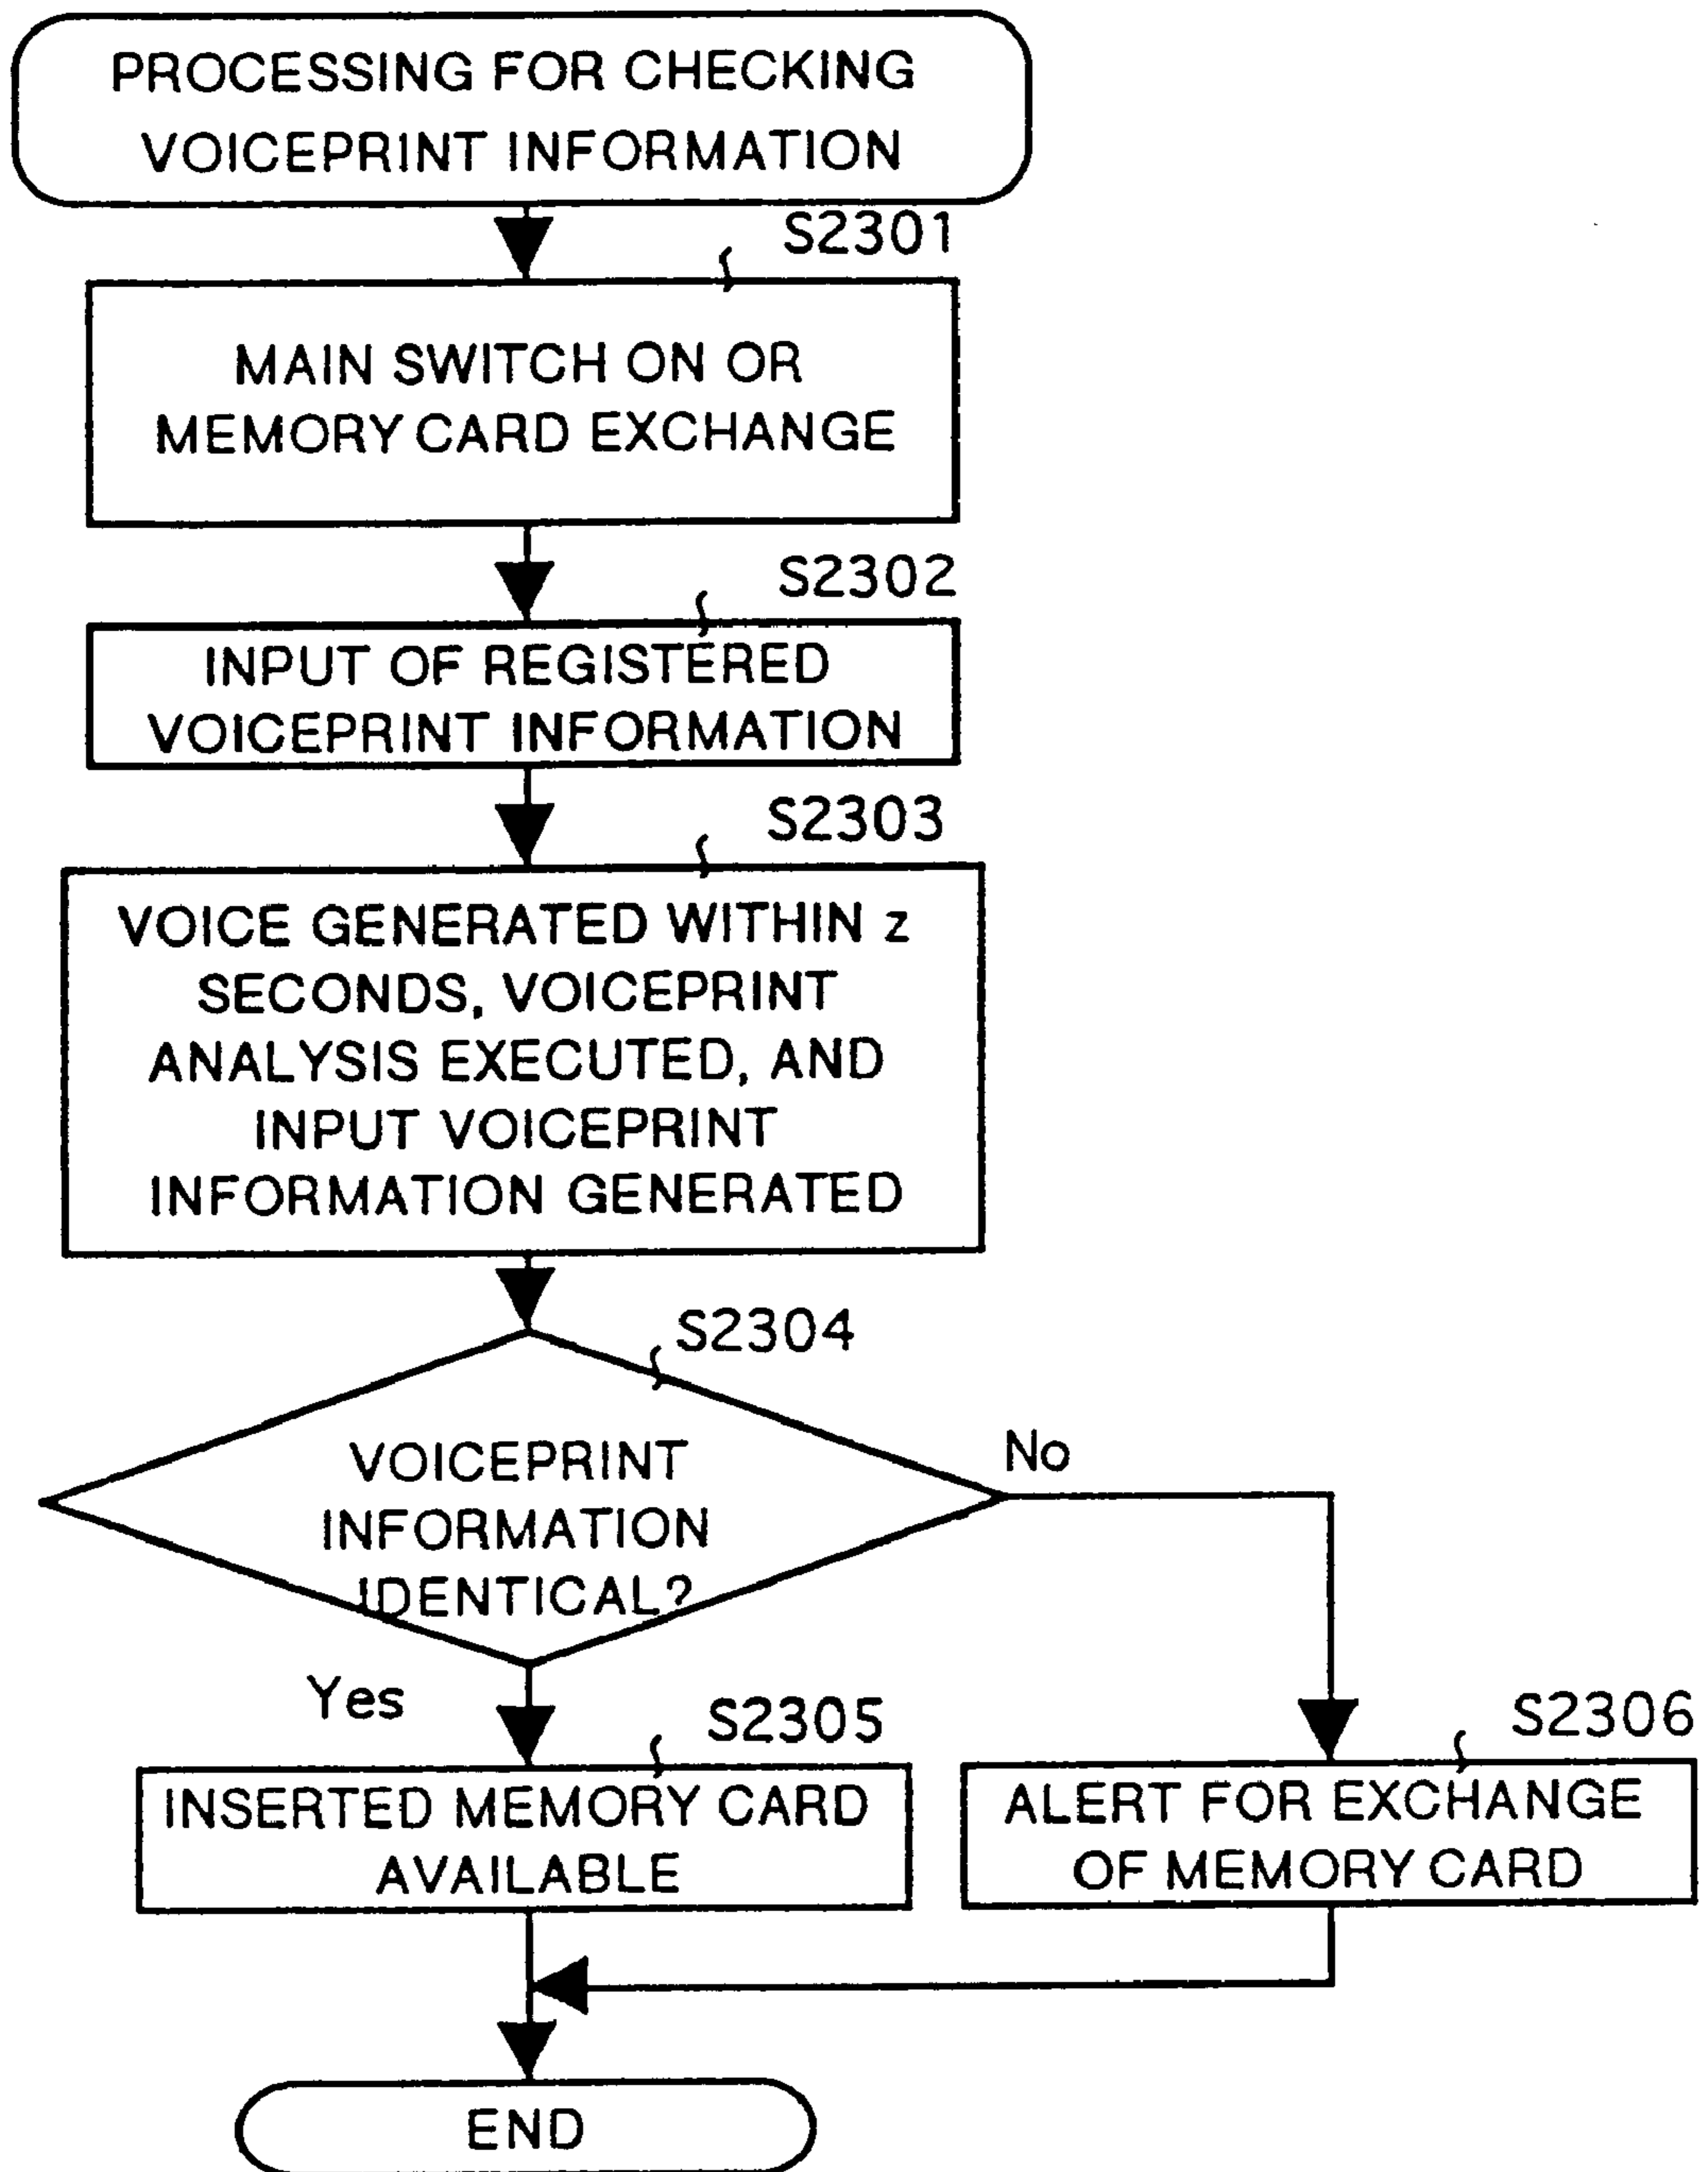 PROCESSING FOR CHECKING
VOICEPRINT INFORMATION
S2301
MAIN SWITCH ON OR
MEMORY CARD EXCHANGE
S2302
INPUT OF REGISTERED
VOICEPRINT INFORMATION
S2303
VOICE GENERATED WITHIN z
SECONDS, VOICEPRINT
ANALYSIS EXECUTED, AND
INPUT VOICEPRINT
INFORMATION GENERATED
S2304
VOICEPRINT
INFORMATION
IDENTICAL?
No
Yes
S2305
INSERTED MEMORY CARD
AVAILABLE
S2306
ALERT FOR EXCHANGE
OF MEMORY CARD
END